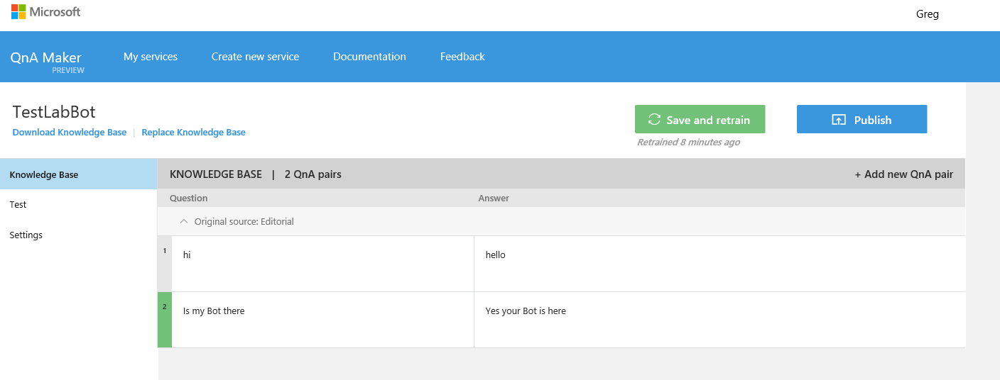 Microsoft
Greg
QnA Maker
PREVIEW
My services
Create new service
Documentation
Feedback
TestLabBot
Download Knowledge Base | Replace Knowledge Base
Save and retrain
Publish
Retrained 8 minutes ago
Knowledge Base
Test
Settings
KNOWLEDGE BASE | 2 QnA pairs
+ Add new QnA pair
Question
Answer
Original source: Editorial
1
hi
hello
2
Is my Bot there
Yes your Bot is here